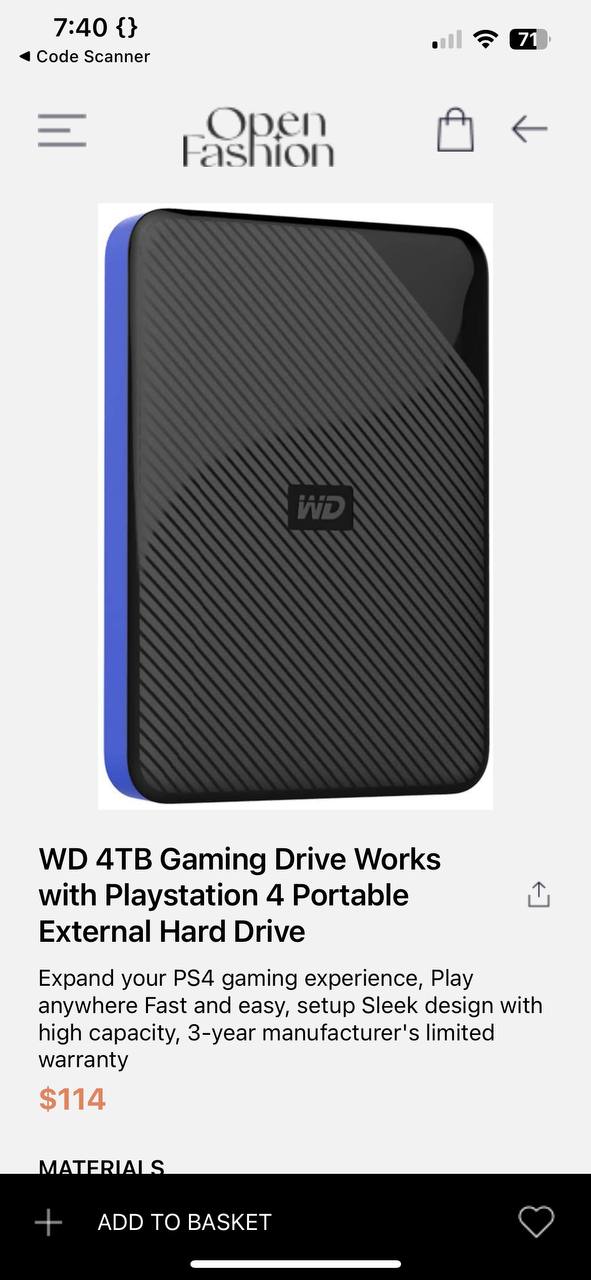 7:40 {}
◀ Code Scanner
71
Open
Fashion
WD
WD 4TB Gaming Drive Works
with Playstation 4 Portable
External Hard Drive
Expand your PS4 gaming experience, Play
anywhere Fast and easy, setup Sleek design with
high capacity, 3-year manufacturer's limited
warranty
$114
MATERIALS
ADD TO BASKET